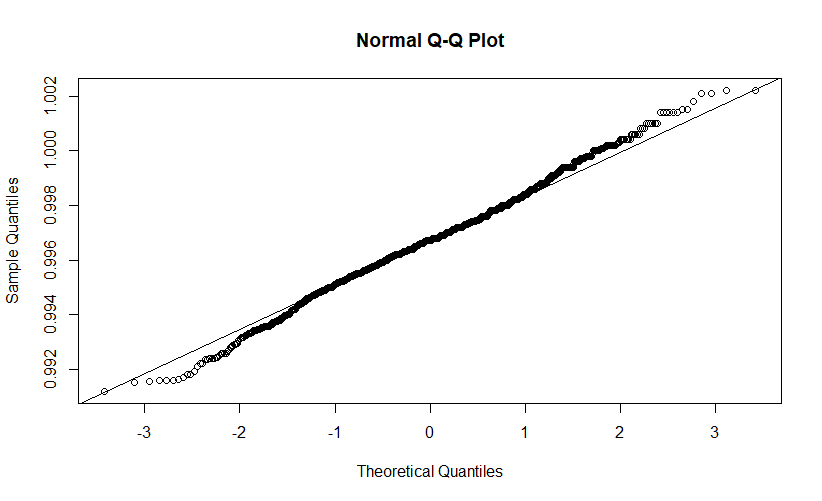 Normal Q-Q Plot
1.002
1.000
0.998
0.996
0.994
0.992
Sample Quantiles
-3 -2 -1 0 1 2 3
Theoretical Quantiles